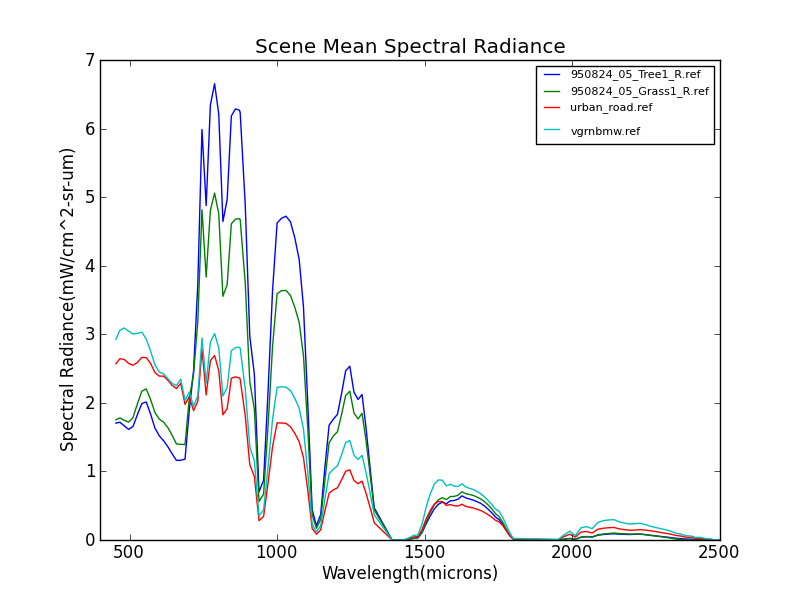 Scene Mean Spectral Radiance
7
6
5
4
3
2
1
0
Spectral Radiance(mW/cm^2-sr-um)
950824_05_Tree1_R.ref
950824_05_Grass1_R.ref
urban_road.ref
vgrnbmw.ref
500 1000 1500 2000 2500
Wavelength(microns)